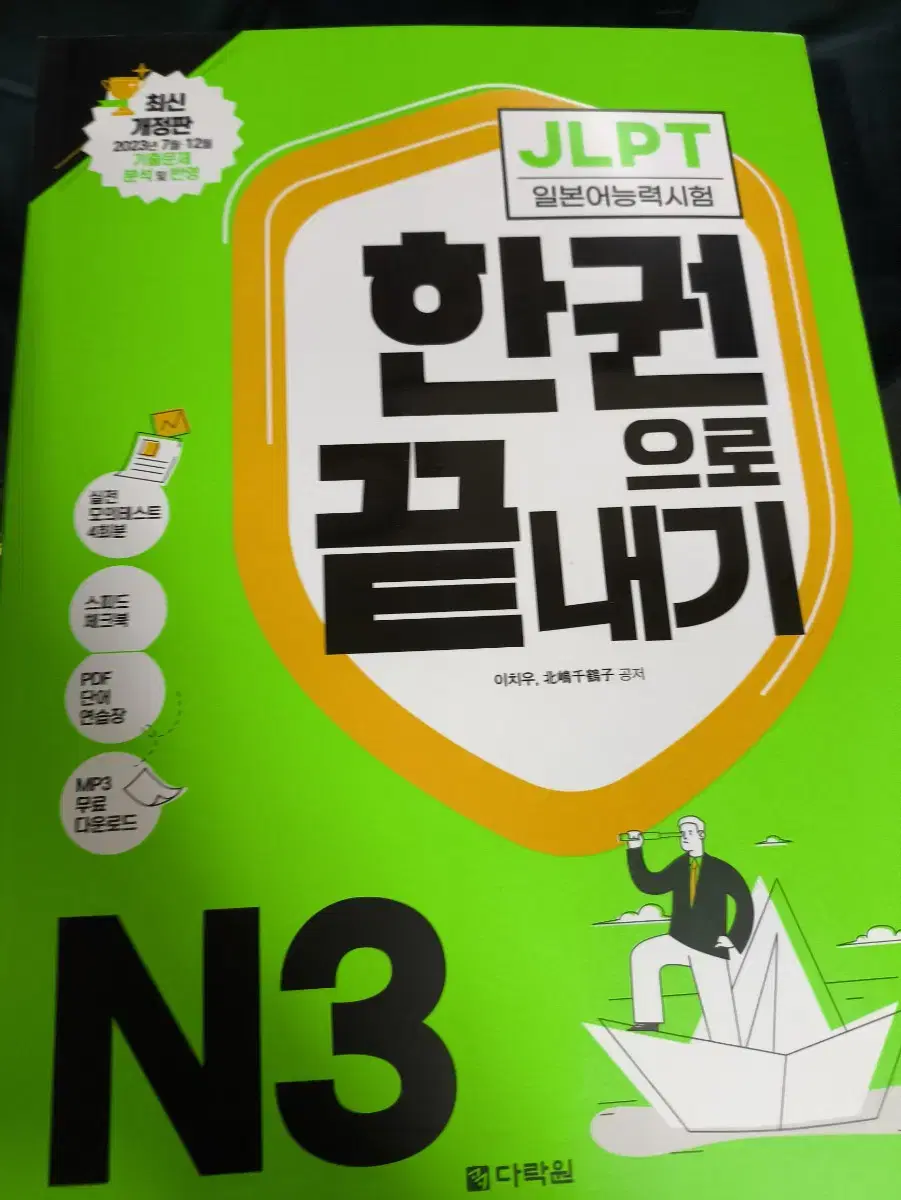 최신
개정판
2023년 7월·12월
기출문제
분석 및 반영
JLPT
일본어능력시험
한권
으로
끝내기
이치우, 北嶋千鶴子 공저
실전
모의테스트
4회분
스피드
체크북
PDF
단어
연습장
MP3
무료
다운로드
N3
다락원